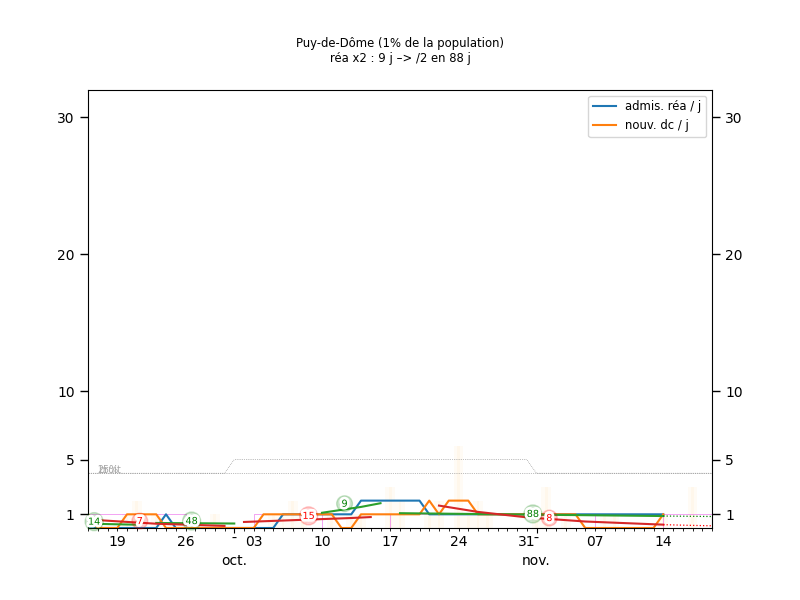 Puy-de-Dôme (1% de la population)
réa x2 : 9 j –> /2 en 88 j
admis. réa / j
nouv. dc / j
30 30
20 20
10 10
5 5
9
14 7 48 15 88 8
1 1
19 26 - 03 10 17 24 31- 07 14
oct. nov.